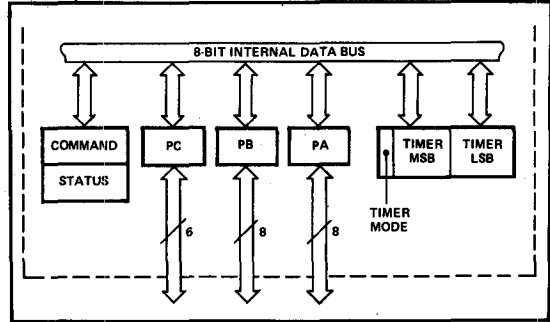 8-BIT INTERNAL DATA BUS
COMMAND
STATUS
PC
PB
PA
TIMER
MSB
TIMER
LSB
TIMER
MODE
6
8
8